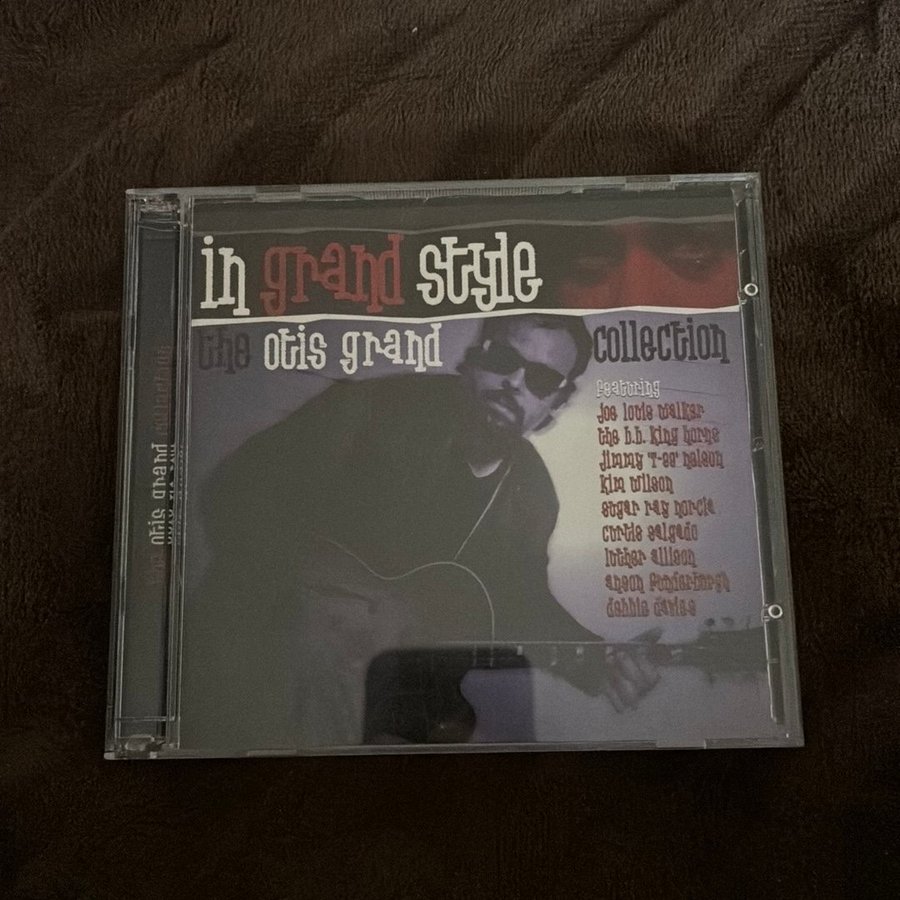 in grand style
the otis grand collection
featuring
joe louis walker
the b.b. king horns
jimmy "t-99" nelson
kim wilson
sugar ray norcia
curtis salgado
luther allison
anson funderburgh
debbie davies
the otis grand collection